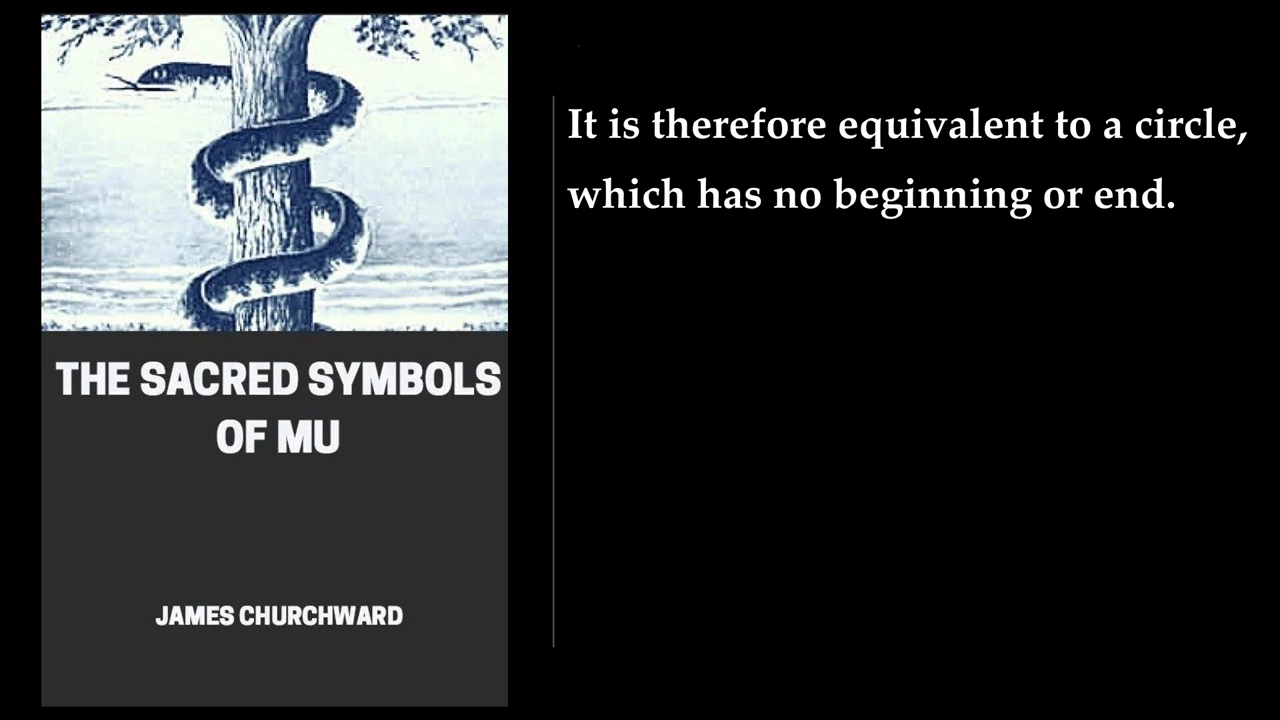 THE SACRED SYMBOLS
OF MU
JAMES CHURCHWARD
It is therefore equivalent to a circle,
which has no beginning or end.